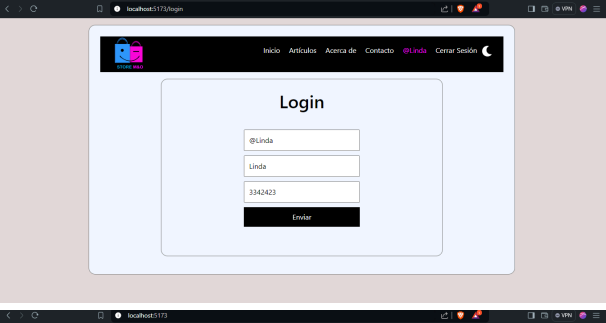 localhost:5173/login
VPN
STORE M&U
Inicio Artículos Acerca de Contacto @Linda Cerrar Sesión
Login
@Linda
Linda
3342423
Enviar
localhost:5173
VPN